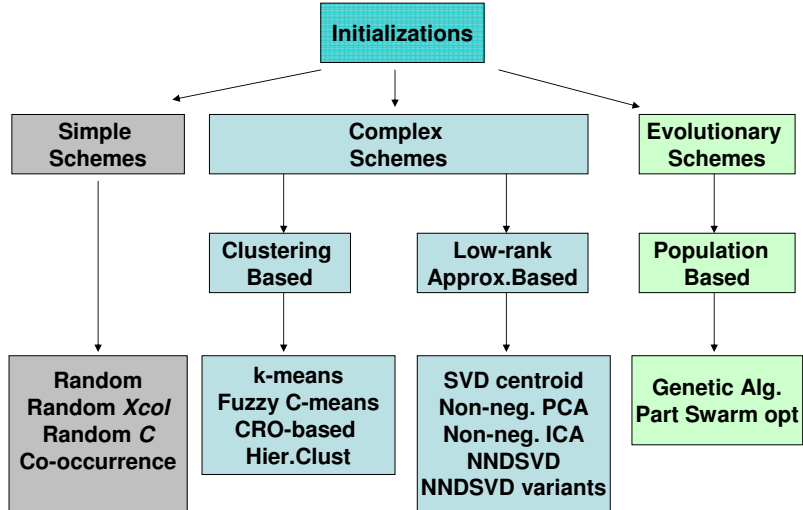 Initializations
Simple
Schemes
Complex
Schemes
Evolutionary
Schemes
Clustering
Based
Low-rank
Approx.Based
Population
Based
Random
Random Xcol
Random C
Co-occurrence
k-means
Fuzzy C-means
CRO-based
Hier.Clust
SVD centroid
Non-neg. PCA
Non-neg. ICA
NNDSVD
NNDSVD variants
Genetic Alg.
Part Swarm opt